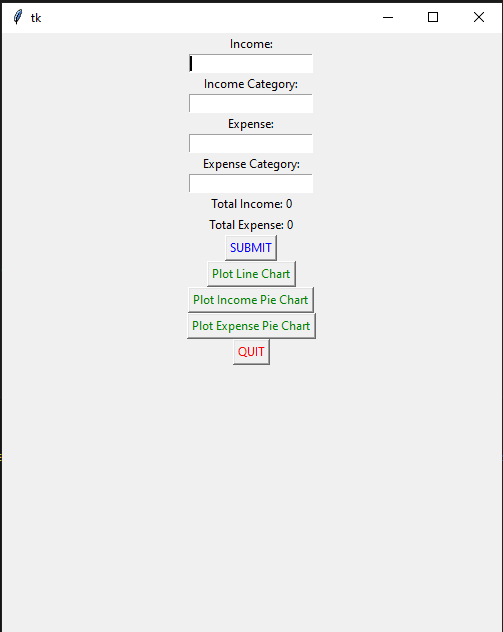 tk
Income:
Income Category:
Expense:
Expense Category:
Total Income: 0
Total Expense: 0
SUBMIT
Plot Line Chart
Plot Income Pie Chart
Plot Expense Pie Chart
QUIT